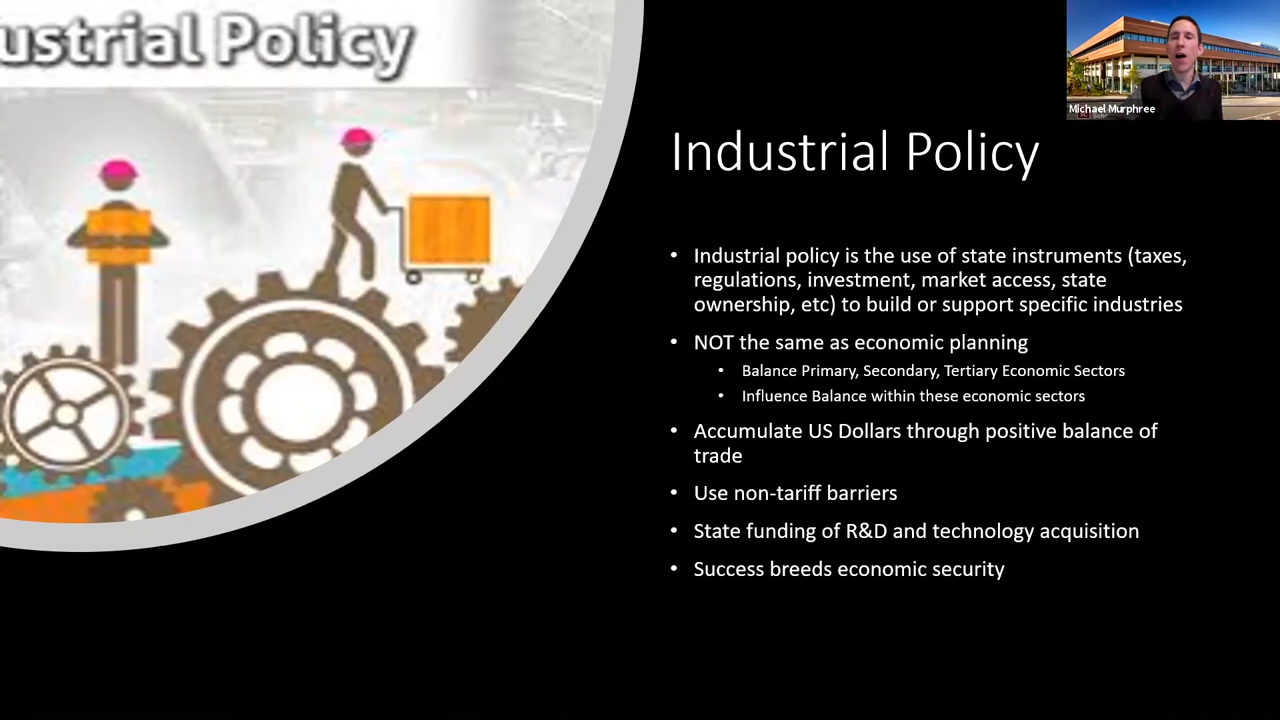 ustrial Policy
Michael Murphree
Industrial Policy
• Industrial policy is the use of state instruments (taxes,
regulations, investment, market access, state
ownership, etc) to build or support specific industries
• NOT the same as economic planning
• Balance Primary, Secondary, Tertiary Economic Sectors
• Influence Balance within these economic sectors
• Accumulate US Dollars through positive balance of
trade
• Use non-tariff barriers
• State funding of R&D and technology acquisition
• Success breeds economic security